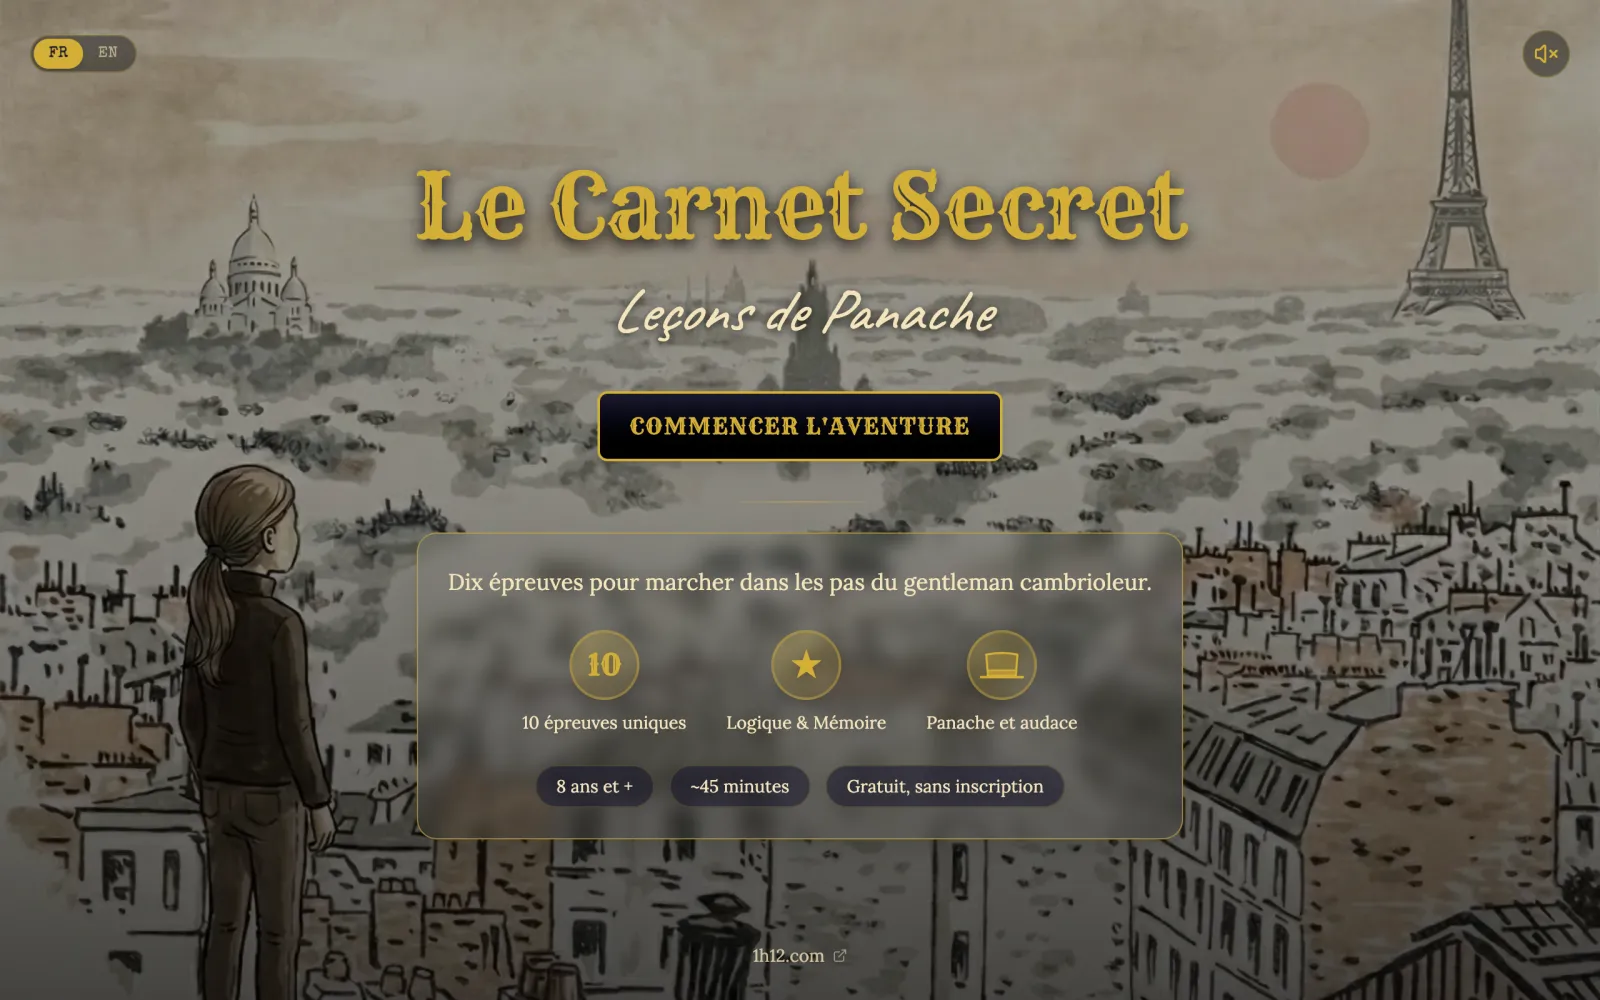 FR EN
Le Carnet Secret
Leçons de Panache
COMMENCER L'AVENTURE
Dix épreuves pour marcher dans les pas du gentleman cambrioleur.
10
10 épreuves uniques
Logique & Mémoire
Panache et audace
8 ans et +
~45 minutes
Gratuit, sans inscription
1h12.com